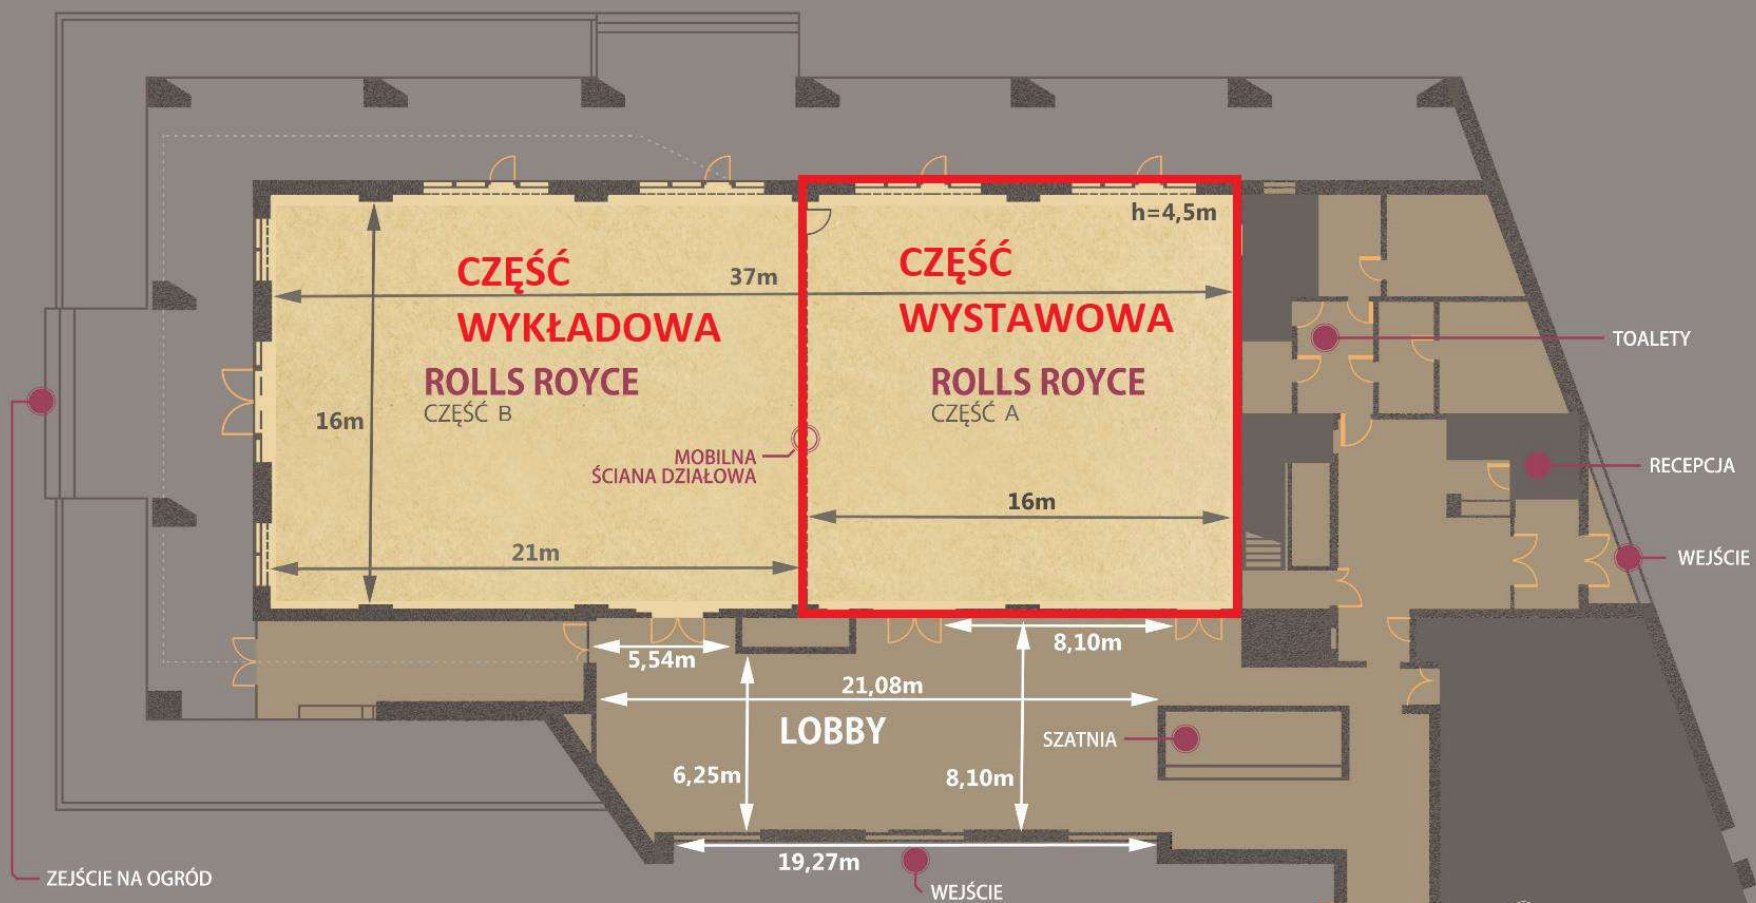 h=4,5m
CZĘŚĆ
WYKŁADOWA
37m
CZĘŚĆ
WYSTAWOWA
ROLLS ROYCE
CZĘŚĆ B
ROLLS ROYCE
CZĘŚĆ A
16m
MOBILNA
ŚCIANA DZIAŁOWA
16m
21m
TOALETY
RECEPCJA
WEJŚCIE
5,54m
8,10m
21,08m
LOBBY
SZATNIA
6,25m
8,10m
19,27m
WEJŚCIE
ZEJŚCIE NA OGRÓD